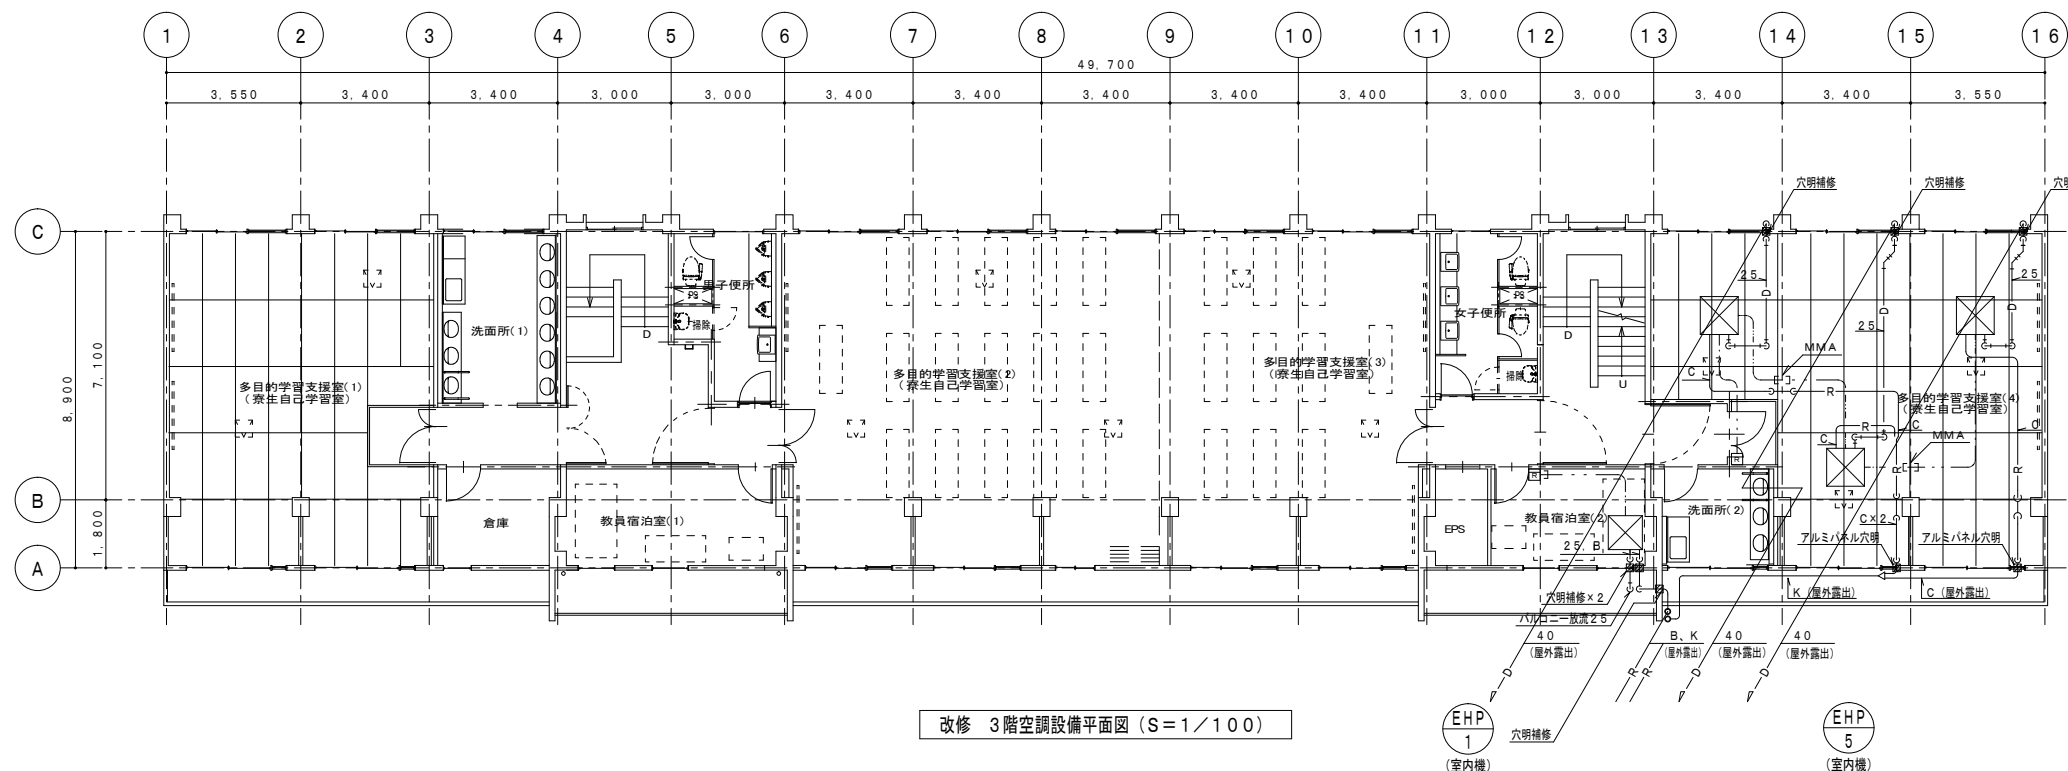 1 2 3 4 5 6 7 8 9 10 11 12 13 14 15 16
49,700
3,550 3,400 3,400 3,000 3,000 3,400 3,400 3,400 3,400 3,400 3,000 3,000 3,400 3,400 3,550
穴明補修 穴明補修 穴明
C
B
A
8,900
7,100
1,800
男子便所
PS
掃除
洗面所(1)
D
多目的学習支援室(1)
(寮生自己学習室)
V
V
倉庫
教員宿泊室(1)
V
V
V
V
V
多目的学習支援室(2)
(寮生自己学習室)
多目的学習支援室(3)
(寮生自己学習室)
女子便所
PS
掃除
D
U
R
EPS
教員宿泊室(2)
25,B
洗面所(2)
R
25
D
D
25
25
D
MMA
V
V
V
C
R
多目的学習支援室(4)
(寮生自己学習室)
R
C
C
C
MMA
R
R
C×2
アルミパネル穴明
アルミパネル穴明
穴明補修×2
バルコニー放流25
K (屋外露出)
C (屋外露出)
40
(屋外露出)
B、K
(屋外露出)
40
(屋外露出)
40
(屋外露出)
D
R
R
D
D
改修 3階空調設備平面図(S=1/100)
EHP
1
(室内機)
穴明補修
EHP
5
(室内機)